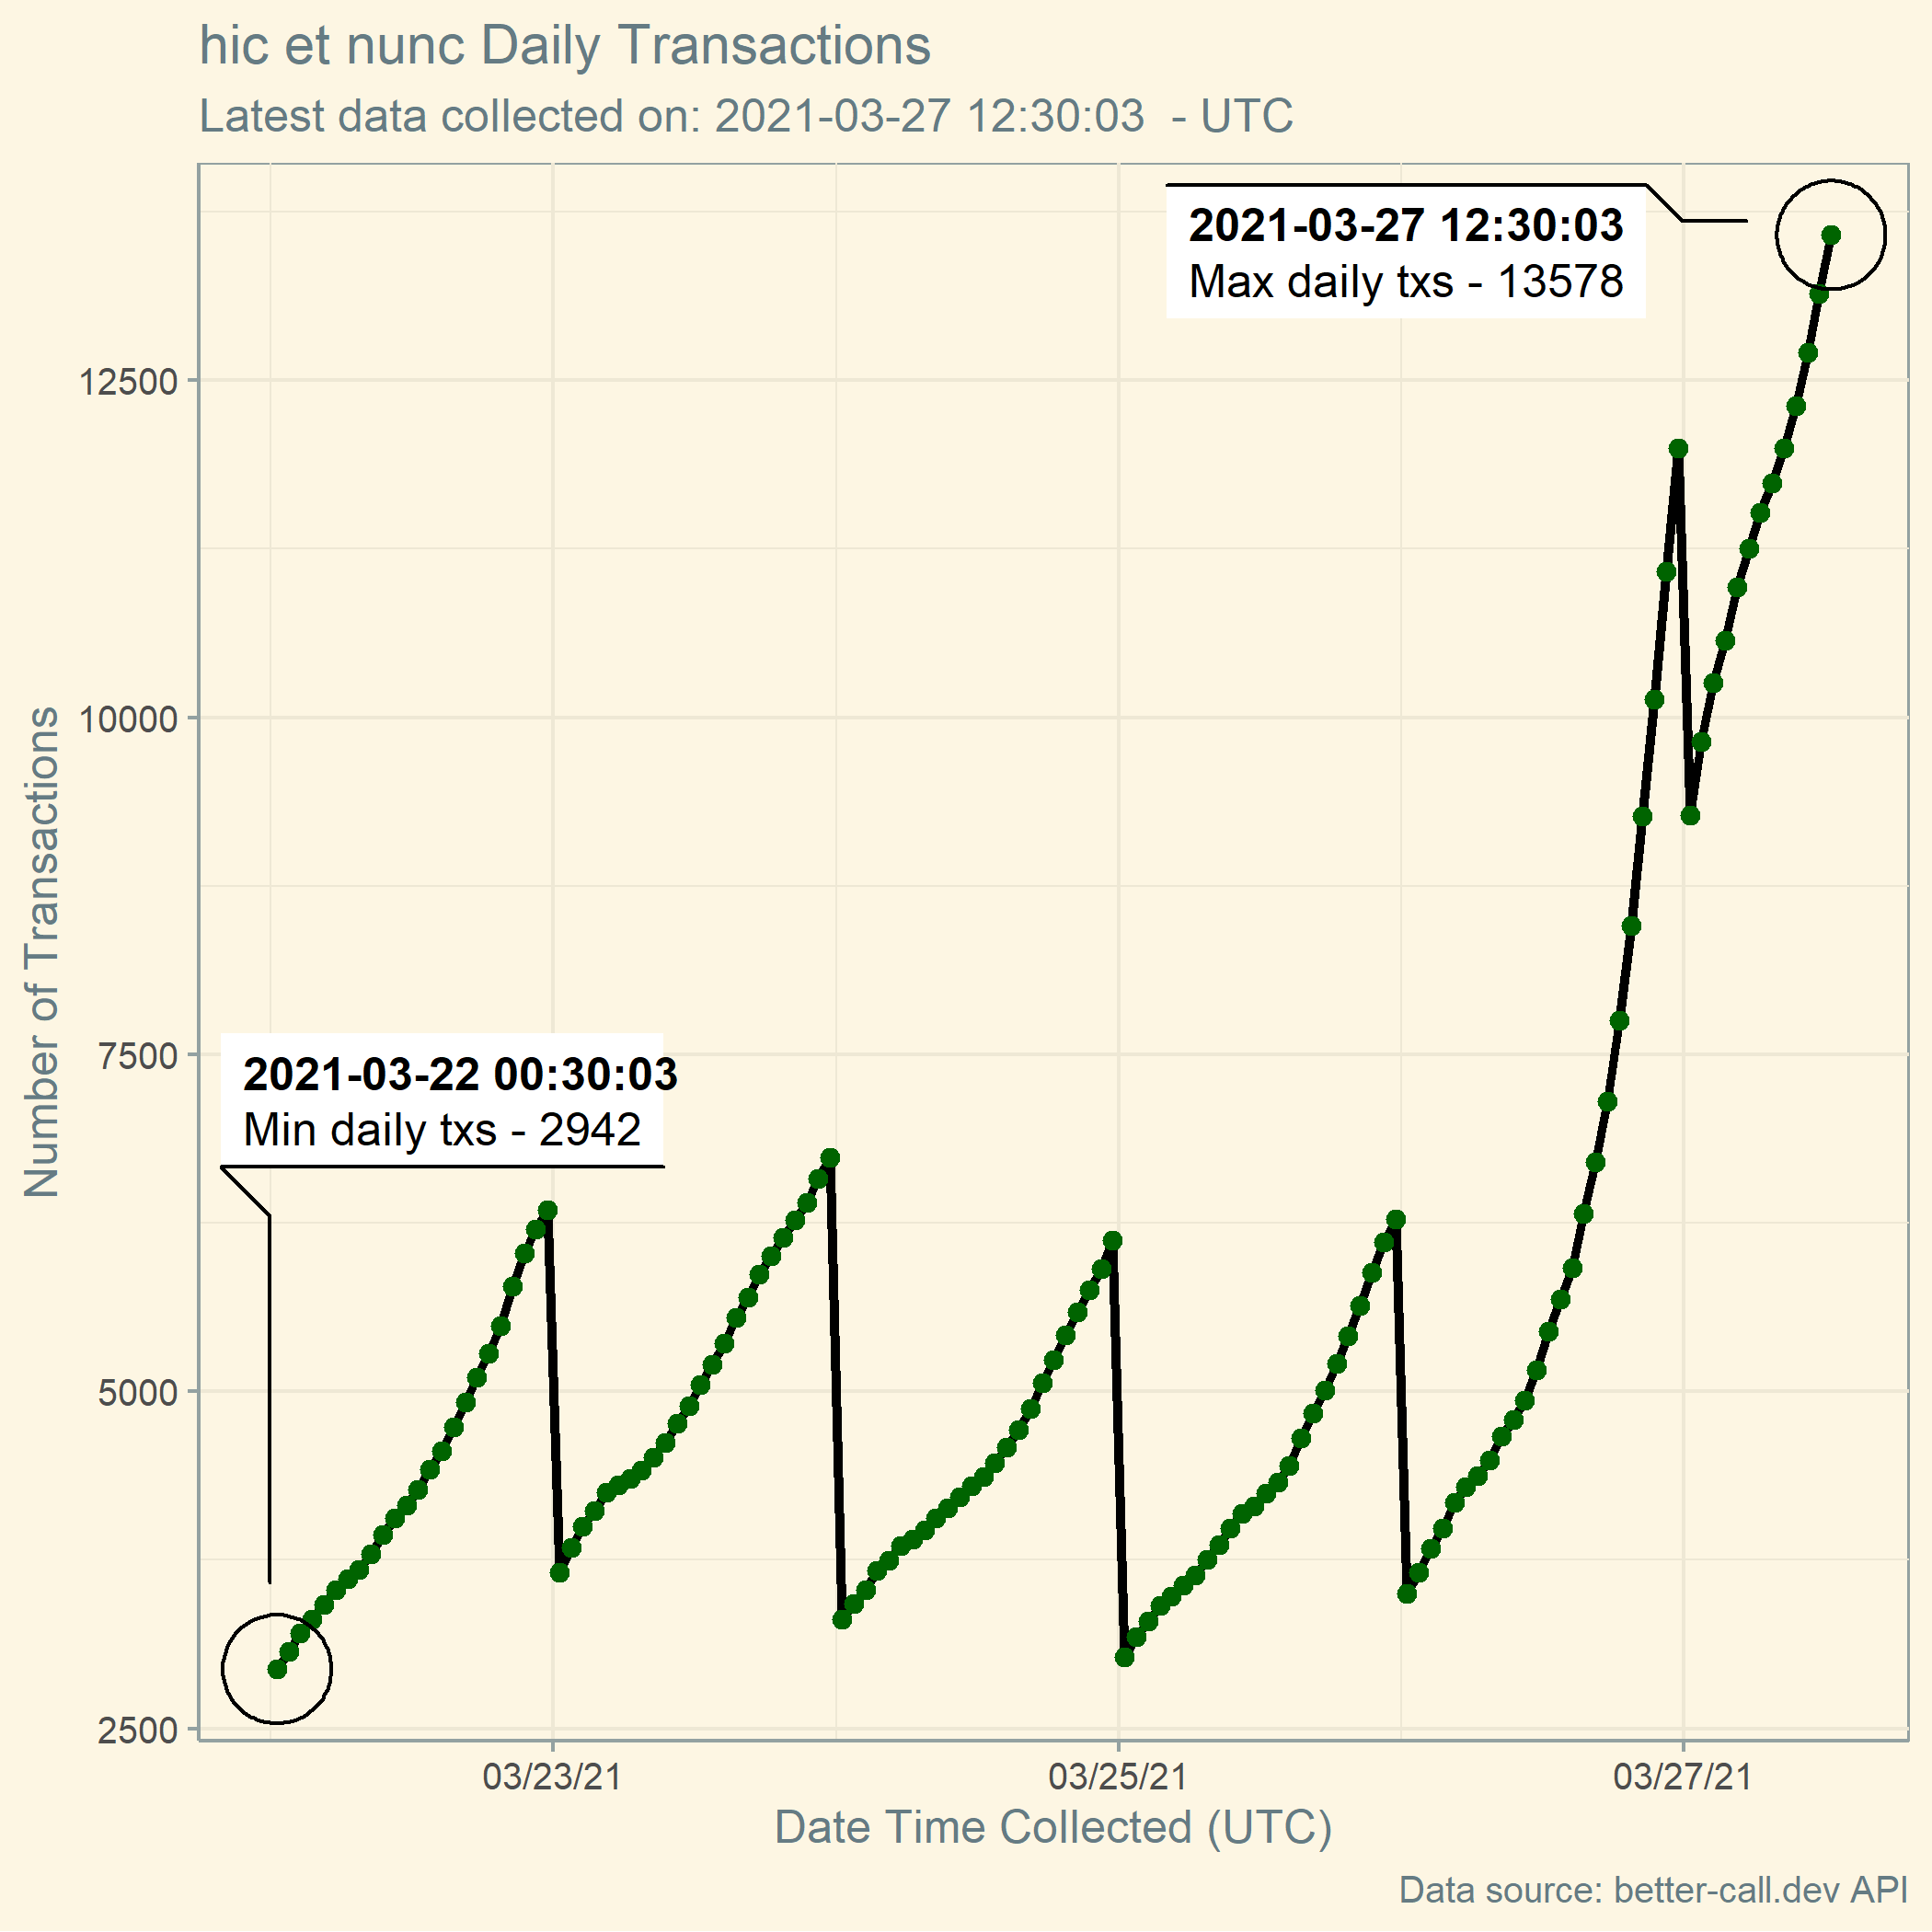 hic et nunc Daily Transactions
Latest data collected on: 2021-03-27 12:30:03  - UTC
2021-03-27 12:30:03
Max daily txs - 13578
12500
10000
7500
5000
2500
Number of Transactions
2021-03-22 00:30:03
Min daily txs - 2942
03/23/21
03/25/21
03/27/21
Date Time Collected (UTC)
Data source: better-call.dev API